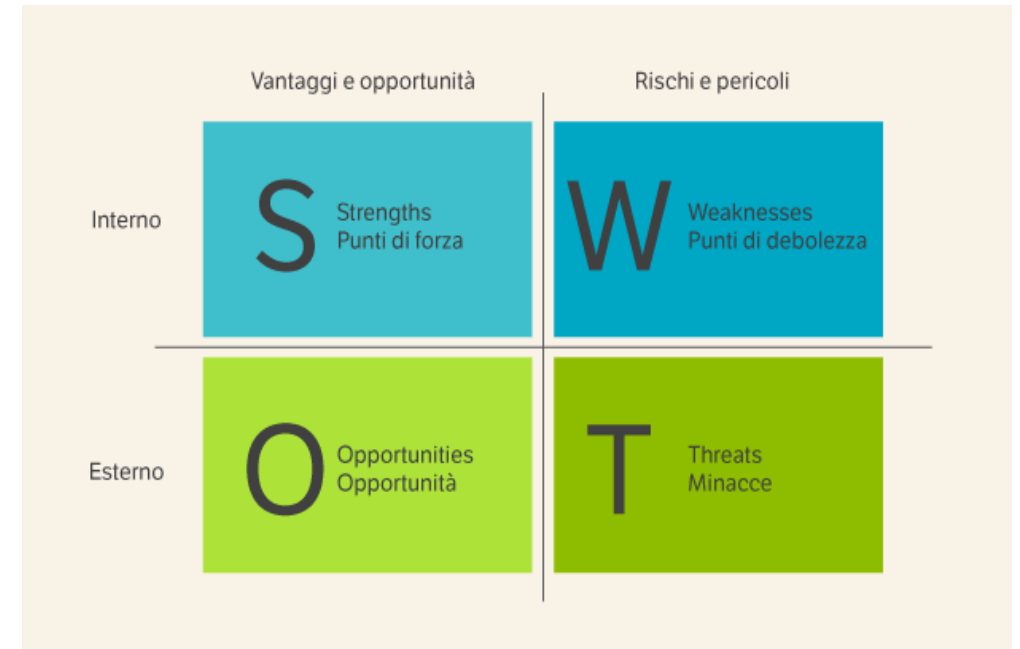 Vantaggi e opportunità
Rischi e pericoli
Interno
S
Strengths
Punti di forza
W
Weaknesses
Punti di debolezza
Esterno
O
Opportunities
Opportunità
T
Threats
Minacce